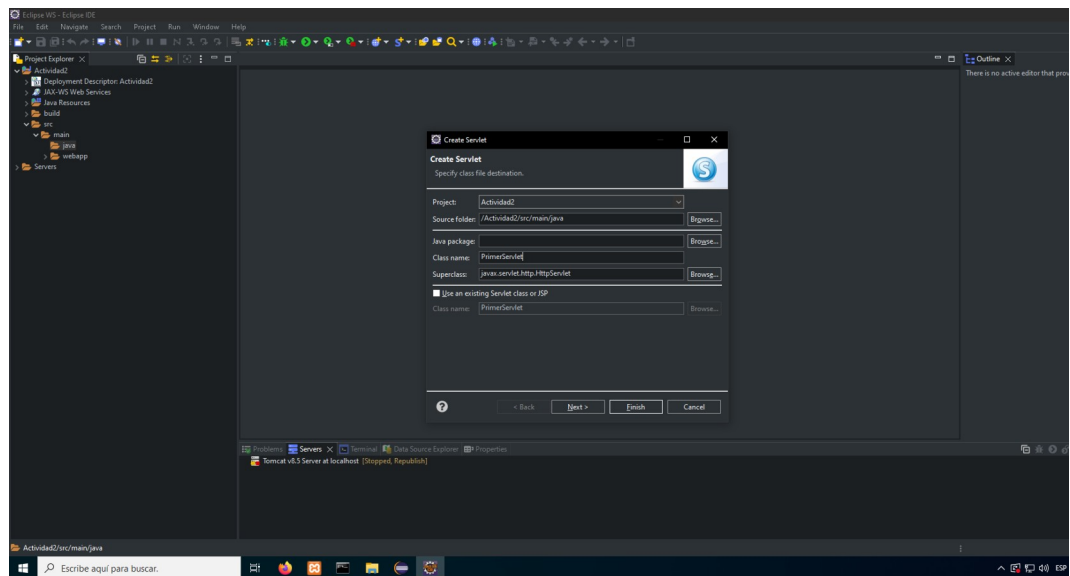 Eclipse WS - Eclipse IDE
File Edit Navigate Search Project Run Window Help
Project Explorer
Actividad2
Deployment Descriptor: Actividad2
JAX-WS Web Services
Java Resources
build
src
main
java
webapp
Servers
Outline
There is no active editor that prov
Create Servlet
Create Servlet
Specify class file destination.
Project: Actividad2
Source folder: /Actividad2/src/main/java Browse...
Java package: Browse...
Class name: PrimerServlet
Superclass: javax.servlet.http.HttpServlet Browse...
Use an existing Servlet class or JSP
Class name: PrimerServlet Browse...
< Back Next > Finish Cancel
Problems Servers Terminal Data Source Explorer Properties
Tomcat v8.5 Server at localhost [Stopped, Republish]
Actividad2/src/main/java
Escribe aquí para buscar.
ESP